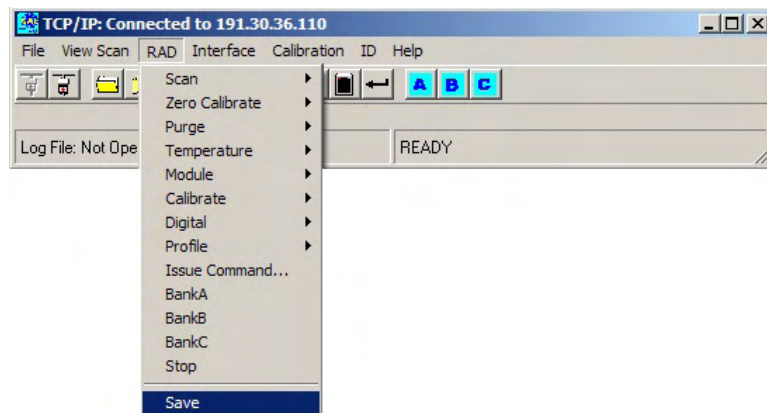 TCP/IP: Connected to 191.30.36.110
File View Scan RAD Interface Calibration ID Help
A B C
Log File: Not Ope
READY
Scan
Zero Calibrate
Purge
Temperature
Module
Calibrate
Digital
Profile
Issue Command...
BankA
BankB
BankC
Stop
Save